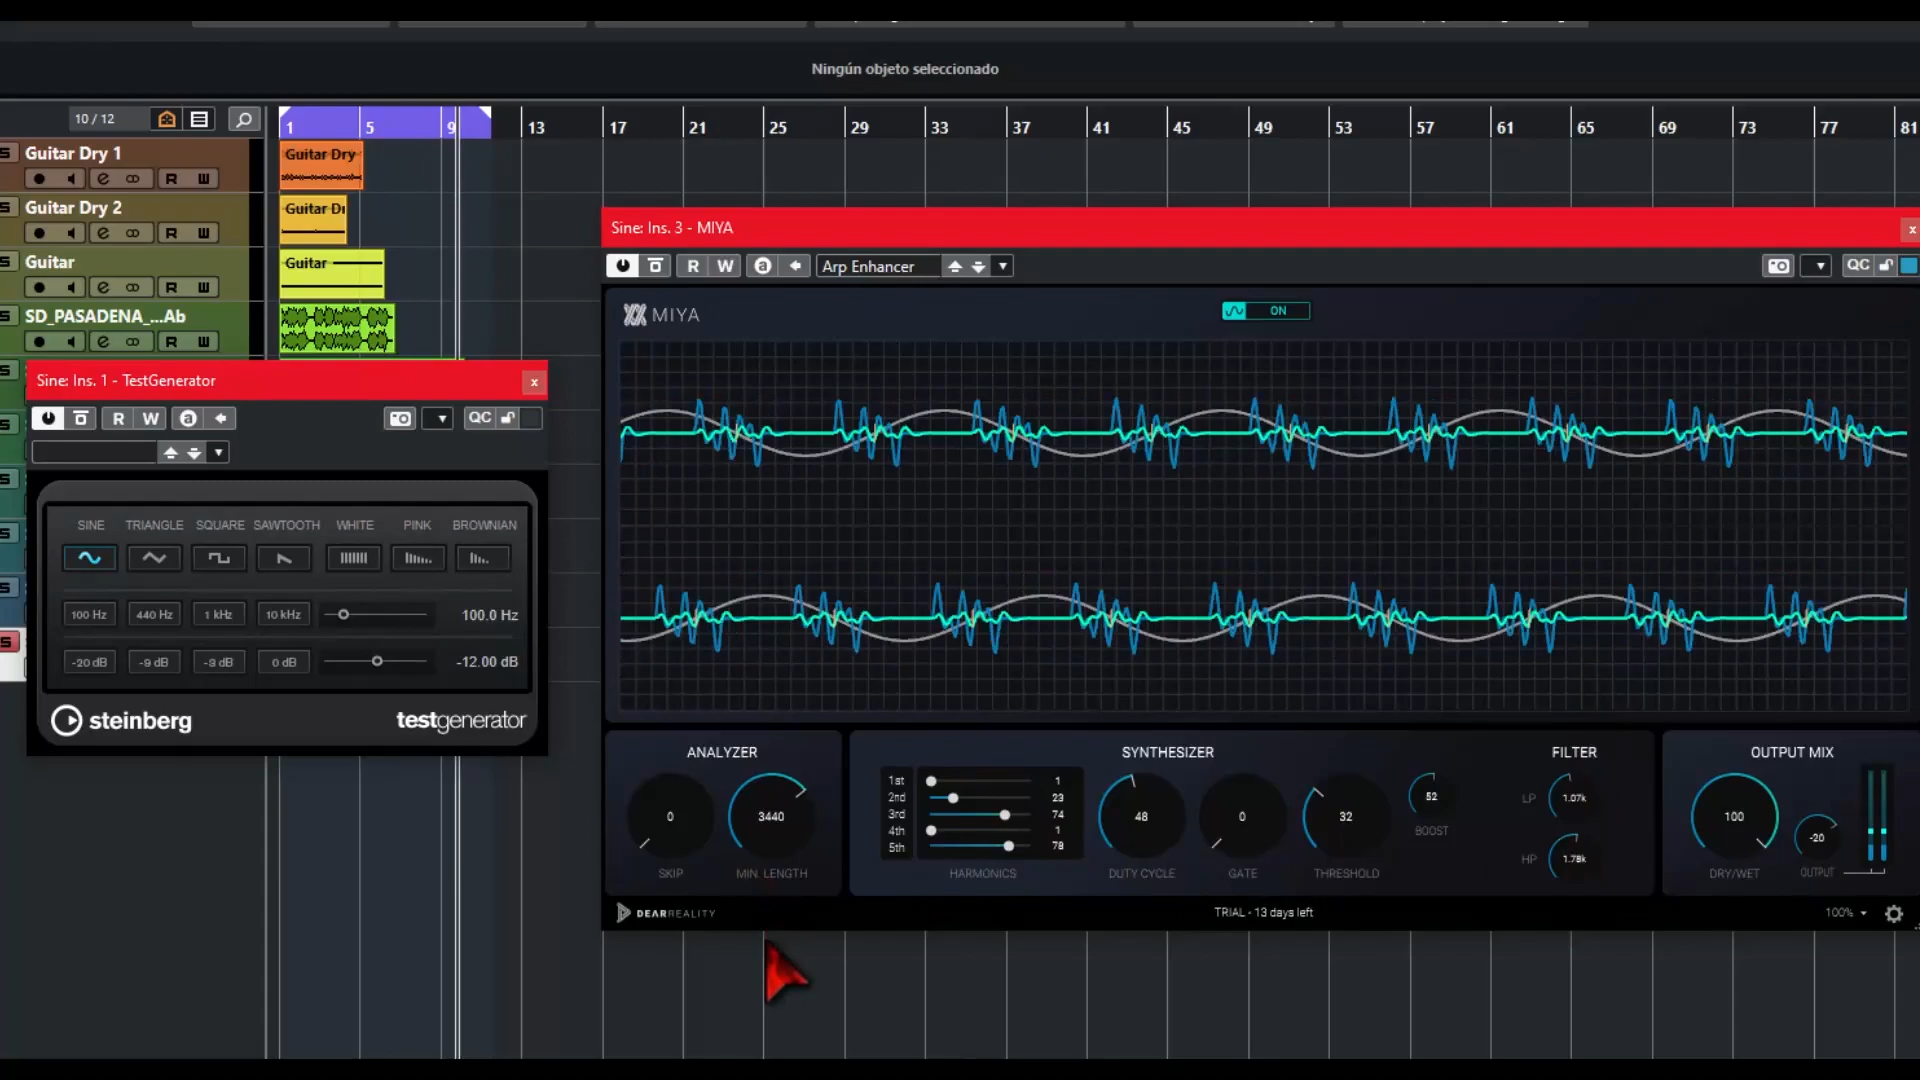 Ningún objeto seleccionado
10 / 12
1 5 9 13 17 21 25 29 33 37 41 45 49 53 57 61 65 69 73 77 81
S Guitar Dry 1
R W
Guitar Dry
S Guitar Dry 2
R W
S Guitar
R W
Guitar
S SD_PASADENA_...Ab
R W
Sine: Ins. 1 - TestGenerator x
R W a QC
SINE TRIANGLE SQUARE SAWTOOTH WHITE PINK BROWNIAN
100 Hz 440 Hz 1 kHz 10 kHz 100.0 Hz
-20 dB -9 dB -3 dB 0 dB -12.00 dB
steinberg testgenerator
Sine: Ins. 3 - MIYA x
R W a Arp Enhancer QC
MIYA ON
ANALYZER
0 3440
SKIP MIN. LENGTH
SYNTHESIZER
1st 1
2nd 23
3rd 74
4th 1
5th 78
HARMONICS
48 0 32 52
DUTY CYCLE GATE THRESHOLD BOOST
FILTER
LP 1.07k
HP 1.78k
OUTPUT MIX
100 -20
DRY/WET OUTPUT
DEARREALITY TRIAL - 13 days left 100%